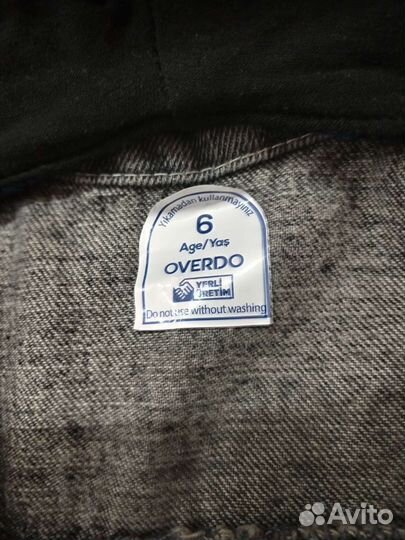 Yıkamadan kullanmayınız
6
Age/Yaş
OVERDO
YERLİ
ÜRETİM
Do not use without washing
Avito